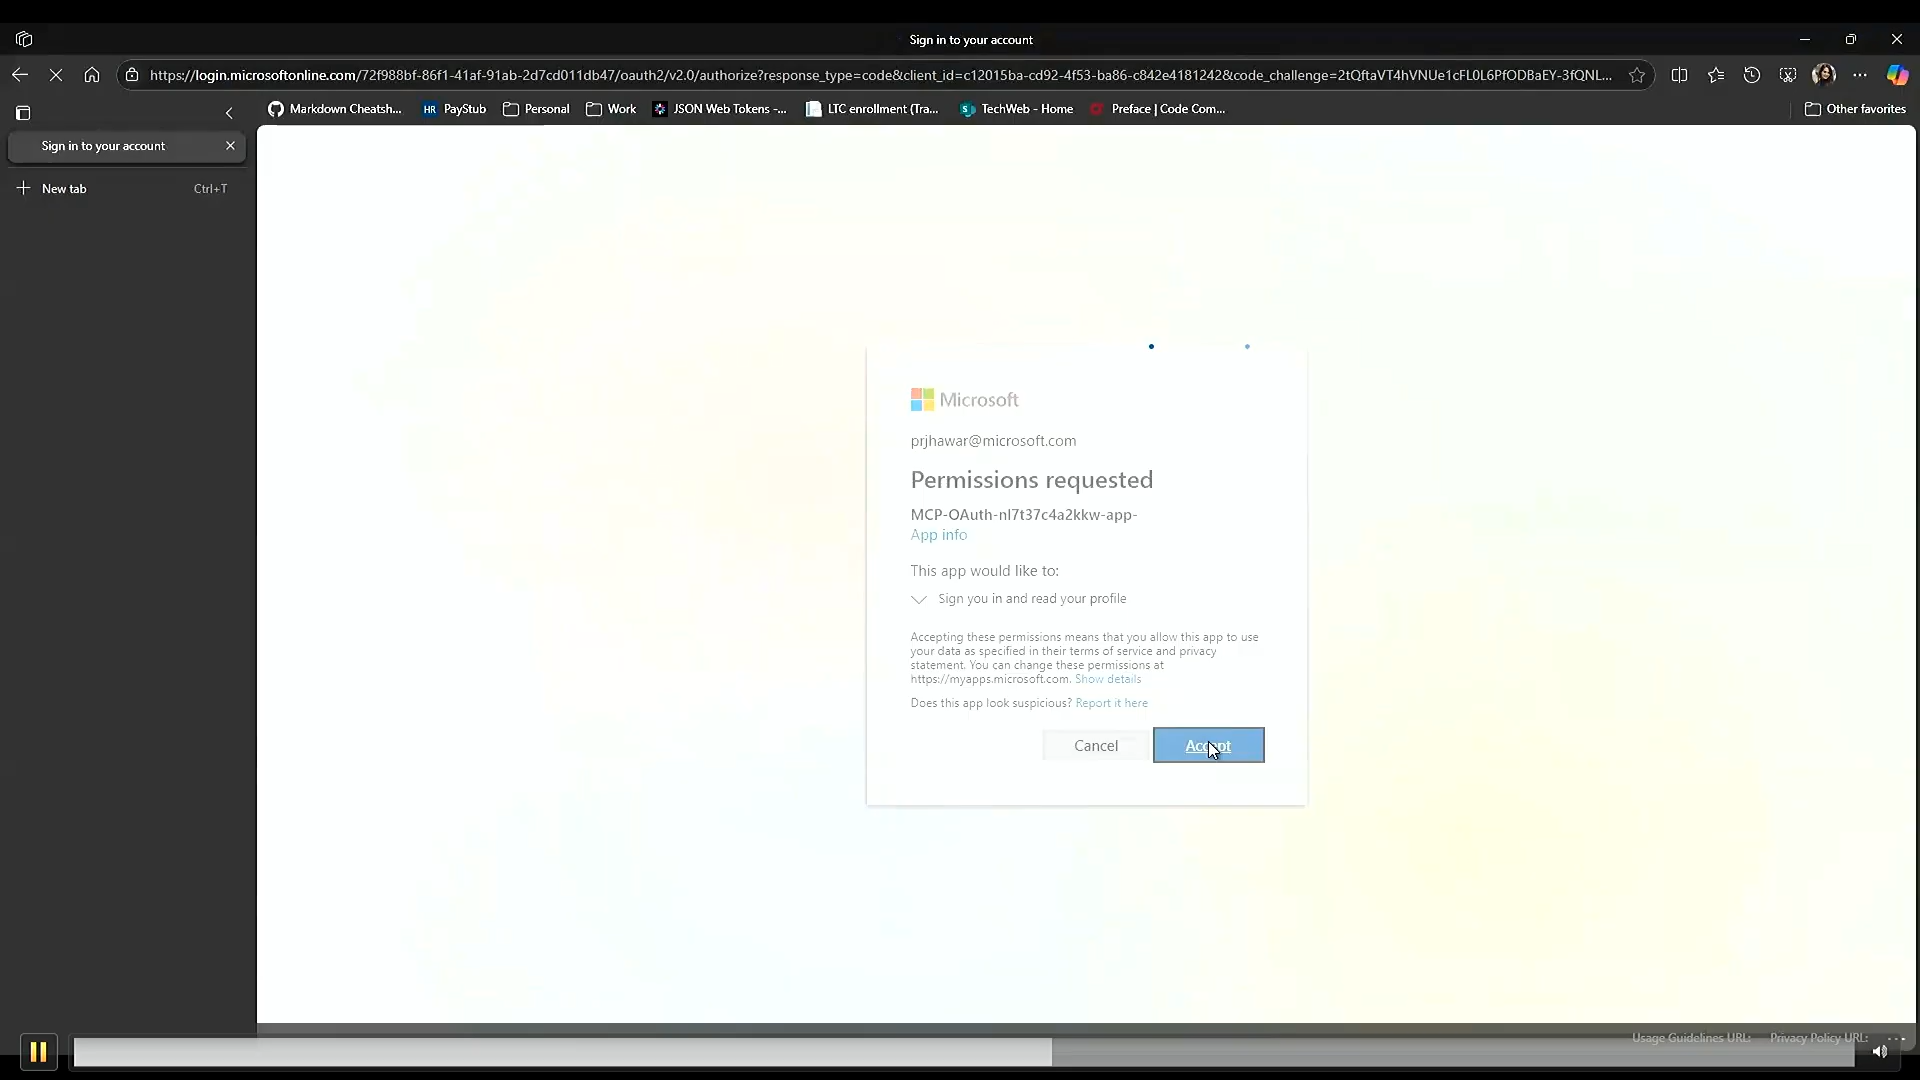 Sign in to your account
https://login.microsoftonline.com/72f988bf-86f1-41af-91ab-2d7cd011db47/oauth2/v2.0/authorize?response_type=code&client_id=c12015ba-cd92-4f53-ba86-c842e4181242&code_challenge=2tQftaVT4hVNUe1cFL0L6PfODBaEY-3fQNL...
Markdown Cheatsh... HR PayStub Personal Work JSON Web Tokens -... LTC enrollment (Tra... S TechWeb - Home Preface | Code Com... Other favorites
Sign in to your account
New tab Ctrl+T
Microsoft
prjhawar@microsoft.com
Permissions requested
MCP-OAuth-nl7t37c4a2kkw-app-
App info
This app would like to:
Sign you in and read your profile
Accepting these permissions means that you allow this app to use
your data as specified in their terms of service and privacy
statement. You can change these permissions at
https://myapps.microsoft.com. Show details
Does this app look suspicious? Report it here
Cancel Accept
Usage Guidelines URL: Privacy Policy URL: ...